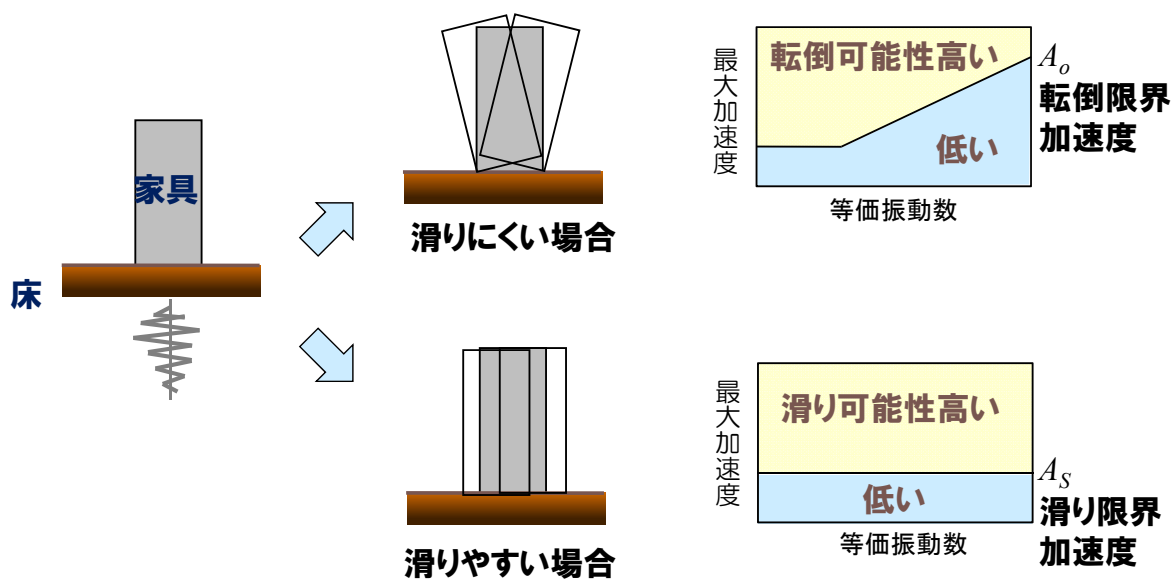 家具
床
滑りにくい場合
滑りやすい場合
最大加速度
転倒可能性高い
低い
等価振動数
Ao
転倒限界
加速度
最大加速度
滑り可能性高い
低い
等価振動数
AS
滑り限界
加速度